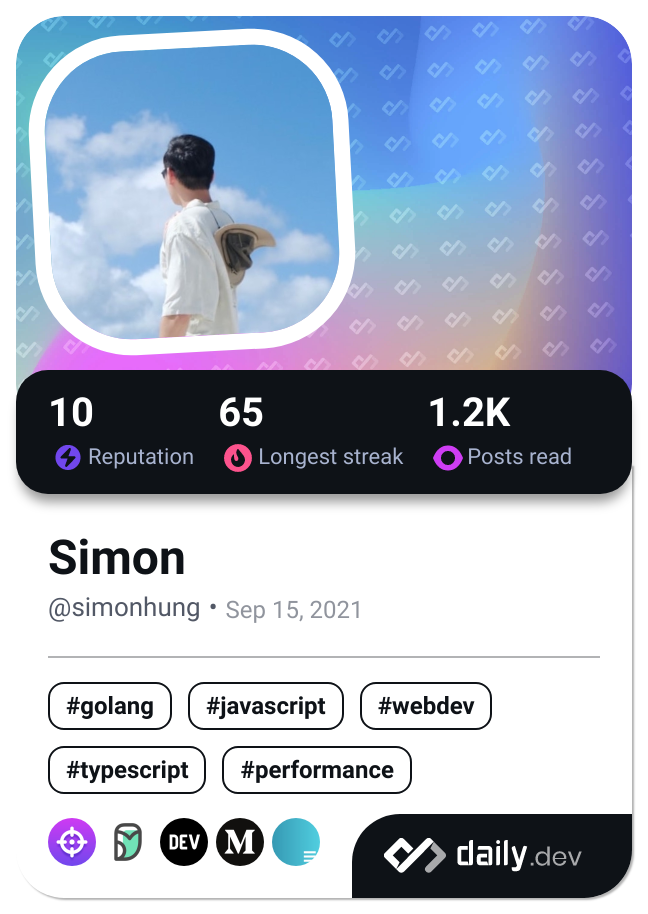 10 65 1.2K
Reputation Longest streak Posts read
Simon
@simonhung • Sep 15, 2021
#golang #javascript #webdev
#typescript #performance
DEV M daily.dev